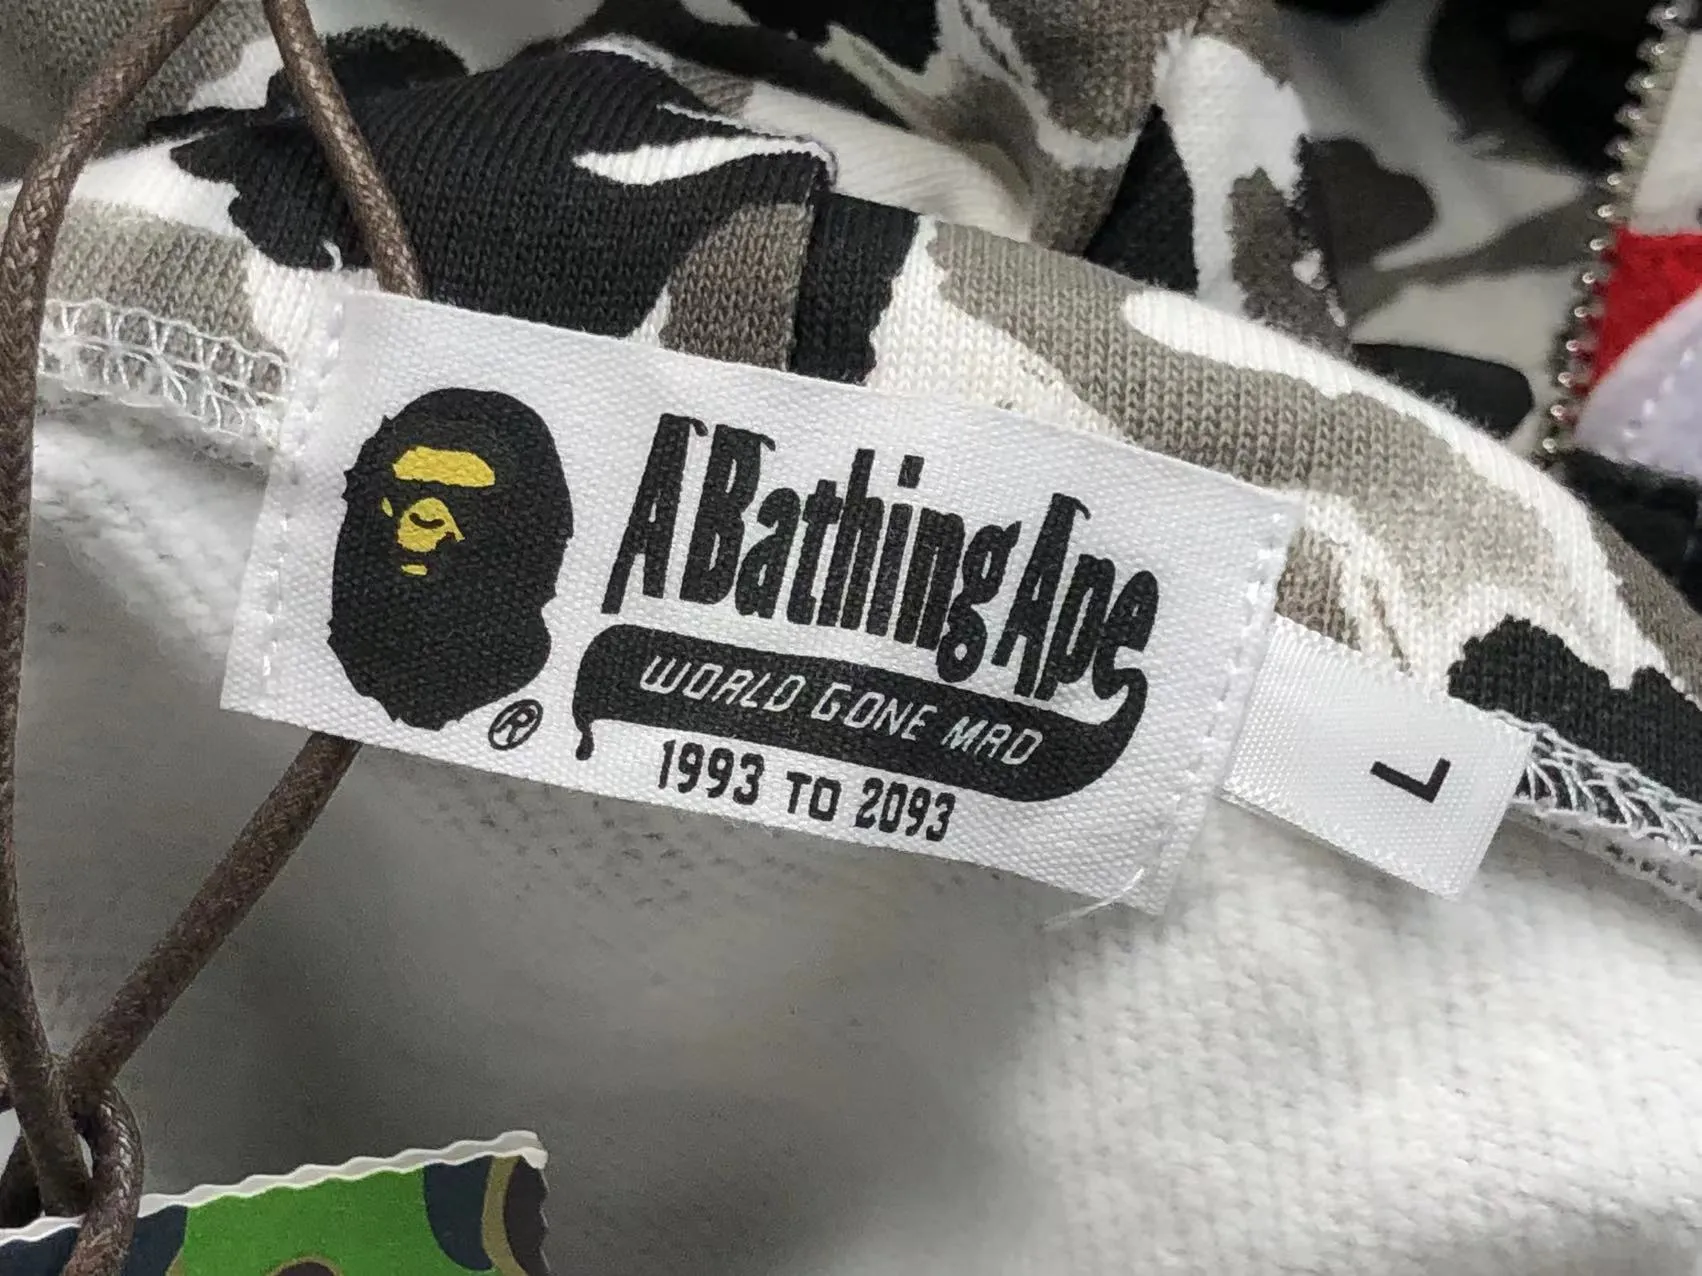 A Bathing Ape
WORLD GONE MAD
1993 TO 2093
®
L